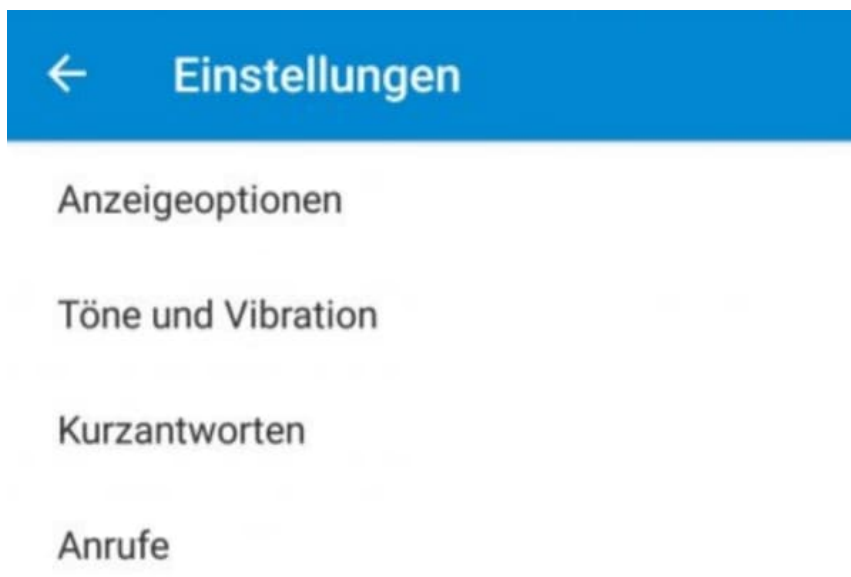 Einstellungen
Anzeigeoptionen
Töne und Vibration
Kurzantworten
Anrufe